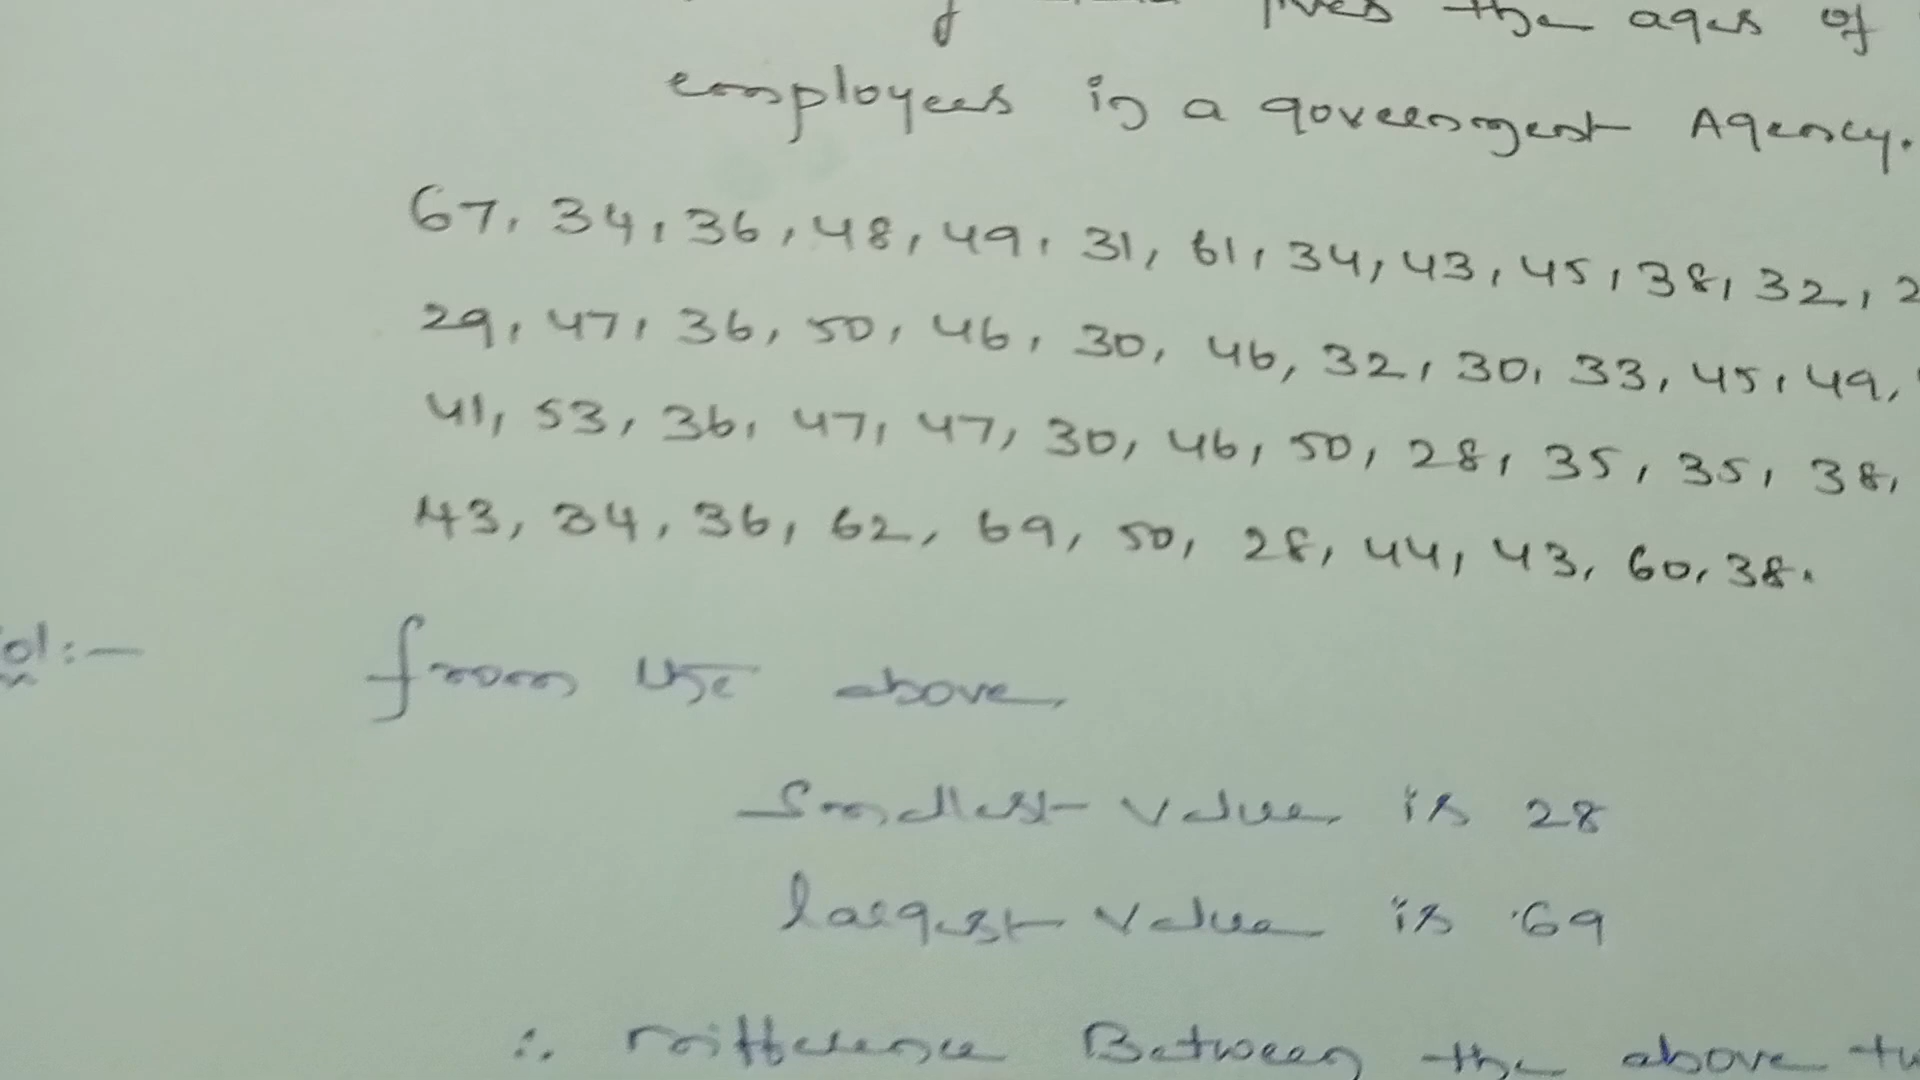 the ages of
employees in a government Agency.
67, 34, 36, 48, 49, 31, 61, 34, 43, 45, 38, 32, 2
29, 47, 36, 50, 46, 30, 46, 32, 30, 33, 45, 49,
41, 53, 36, 47, 47, 30, 46, 50, 28, 35, 35, 38,
43, 34, 36, 62, 69, 50, 28, 44, 43, 60, 38.
ol:-
from the above,
Smallest value is 28
largest value is 69
∴ Difference Between the above